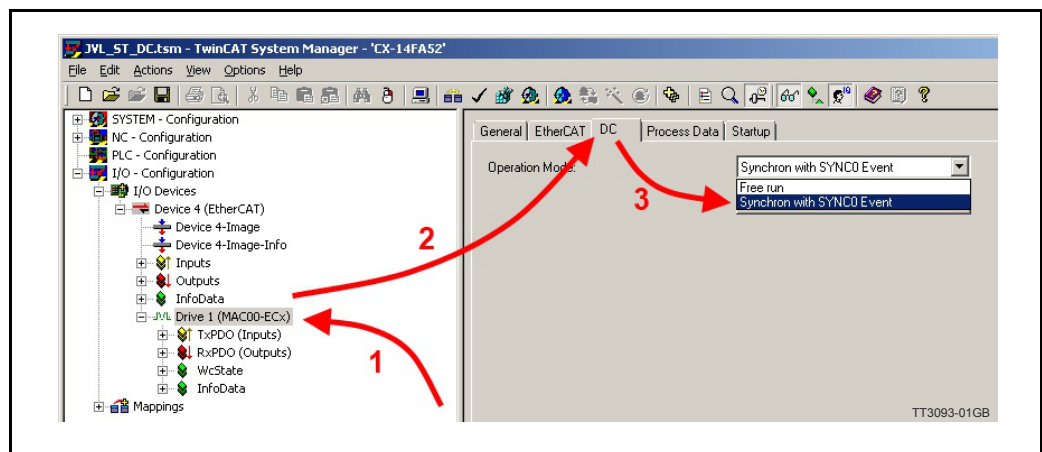 JVL_ST_DC.tsm - TwinCAT System Manager - 'CX-14FA52'
File Edit Actions View Options Help
SYSTEM - Configuration
NC - Configuration
PLC - Configuration
I/O - Configuration
I/O Devices
Device 4 (EtherCAT)
Device 4-Image
Device 4-Image-Info
Inputs
Outputs
InfoData
JVL Drive 1 (MAC00-ECx)
TxPDO (Inputs)
RxPDO (Outputs)
WcState
InfoData
Mappings
General EtherCAT DC Process Data Startup
Operation Mode:
Synchron with SYNC0 Event
Free run
Synchron with SYNC0 Event
1
2
3
TT3093-01GB